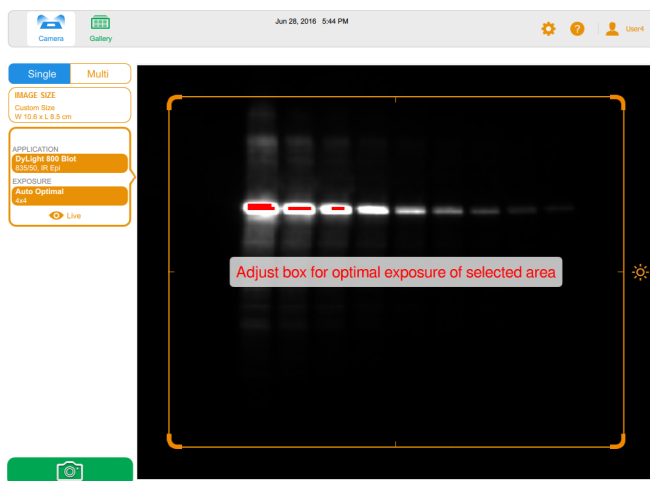 Jun 28, 2016 5:44 PM
Camera
Gallery
?
User4
Single
Multi
IMAGE SIZE
Custom Size
W 10.6 x L 8.5 cm
APPLICATION
DyLight 800 Blot
835/50, IR Epi
EXPOSURE
Auto Optimal
4x4
Live
Adjust box for optimal exposure of selected area